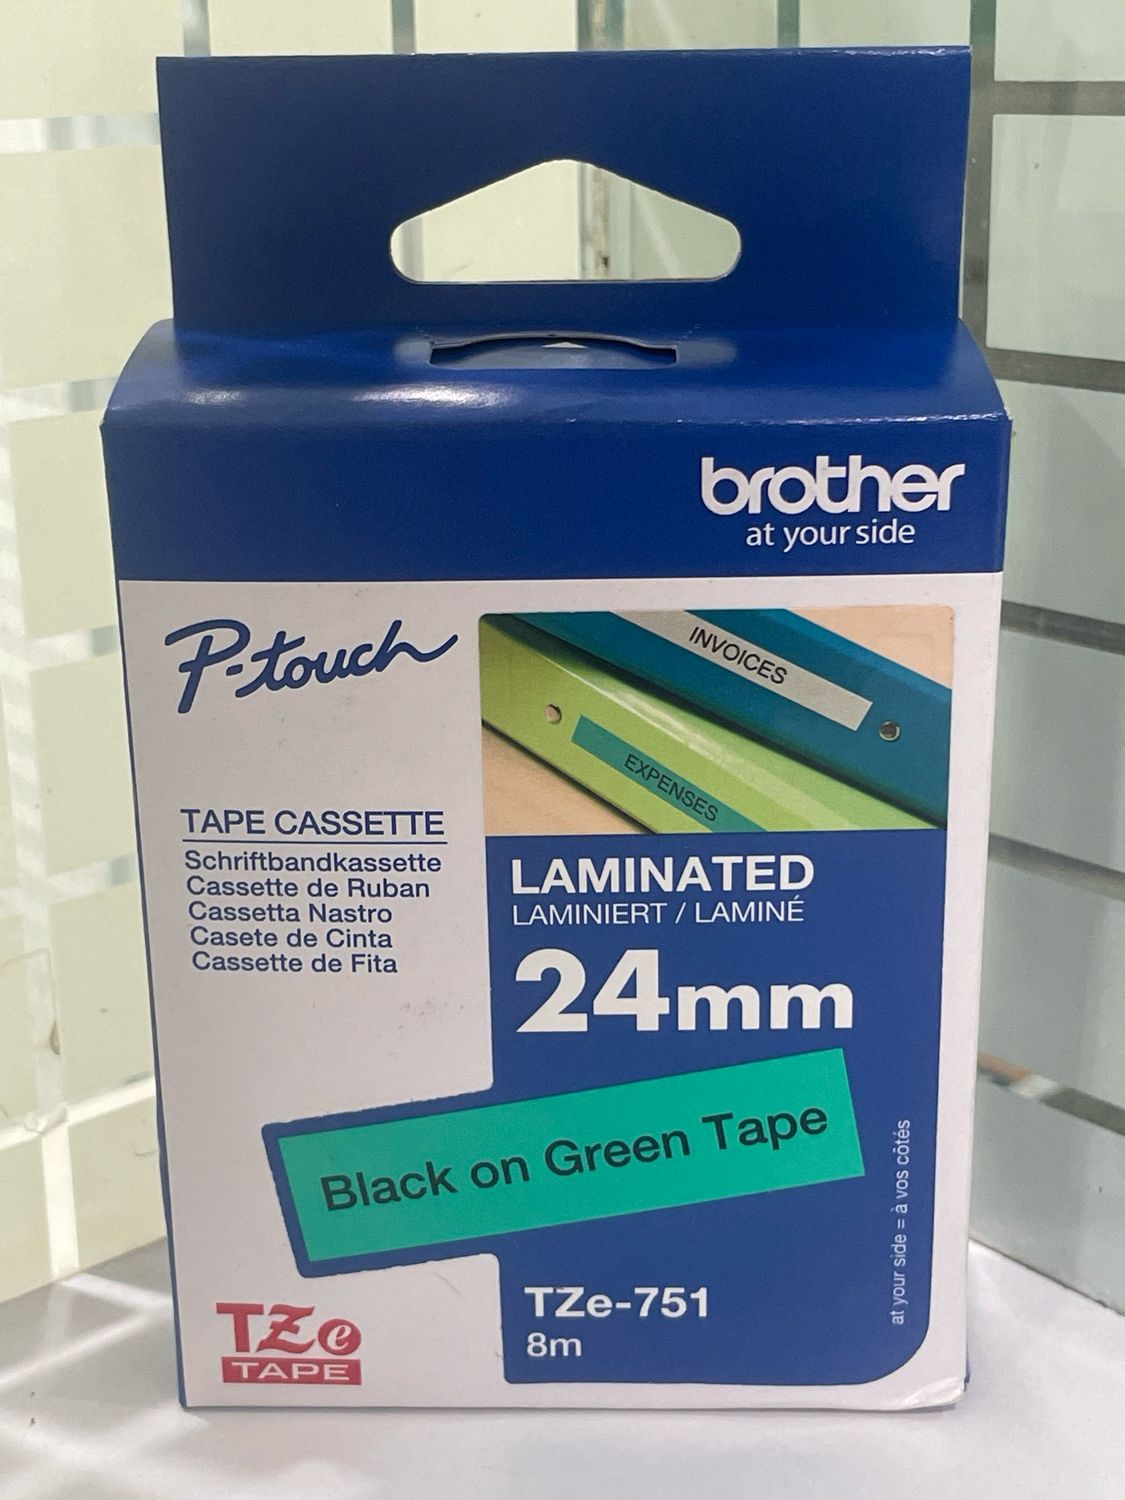 brother
at your side
P-touch
INVOICES
EXPENSES
TAPE CASSETTE
Schriftbandkassette
Cassette de Ruban
Cassetta Nastro
Casete de Cinta
Cassette de Fita
LAMINATED
LAMINIERT / LAMINÉ
24mm
Black on Green Tape
at your side = à vos côtés
TZe-751
8m
TZe
TAPE